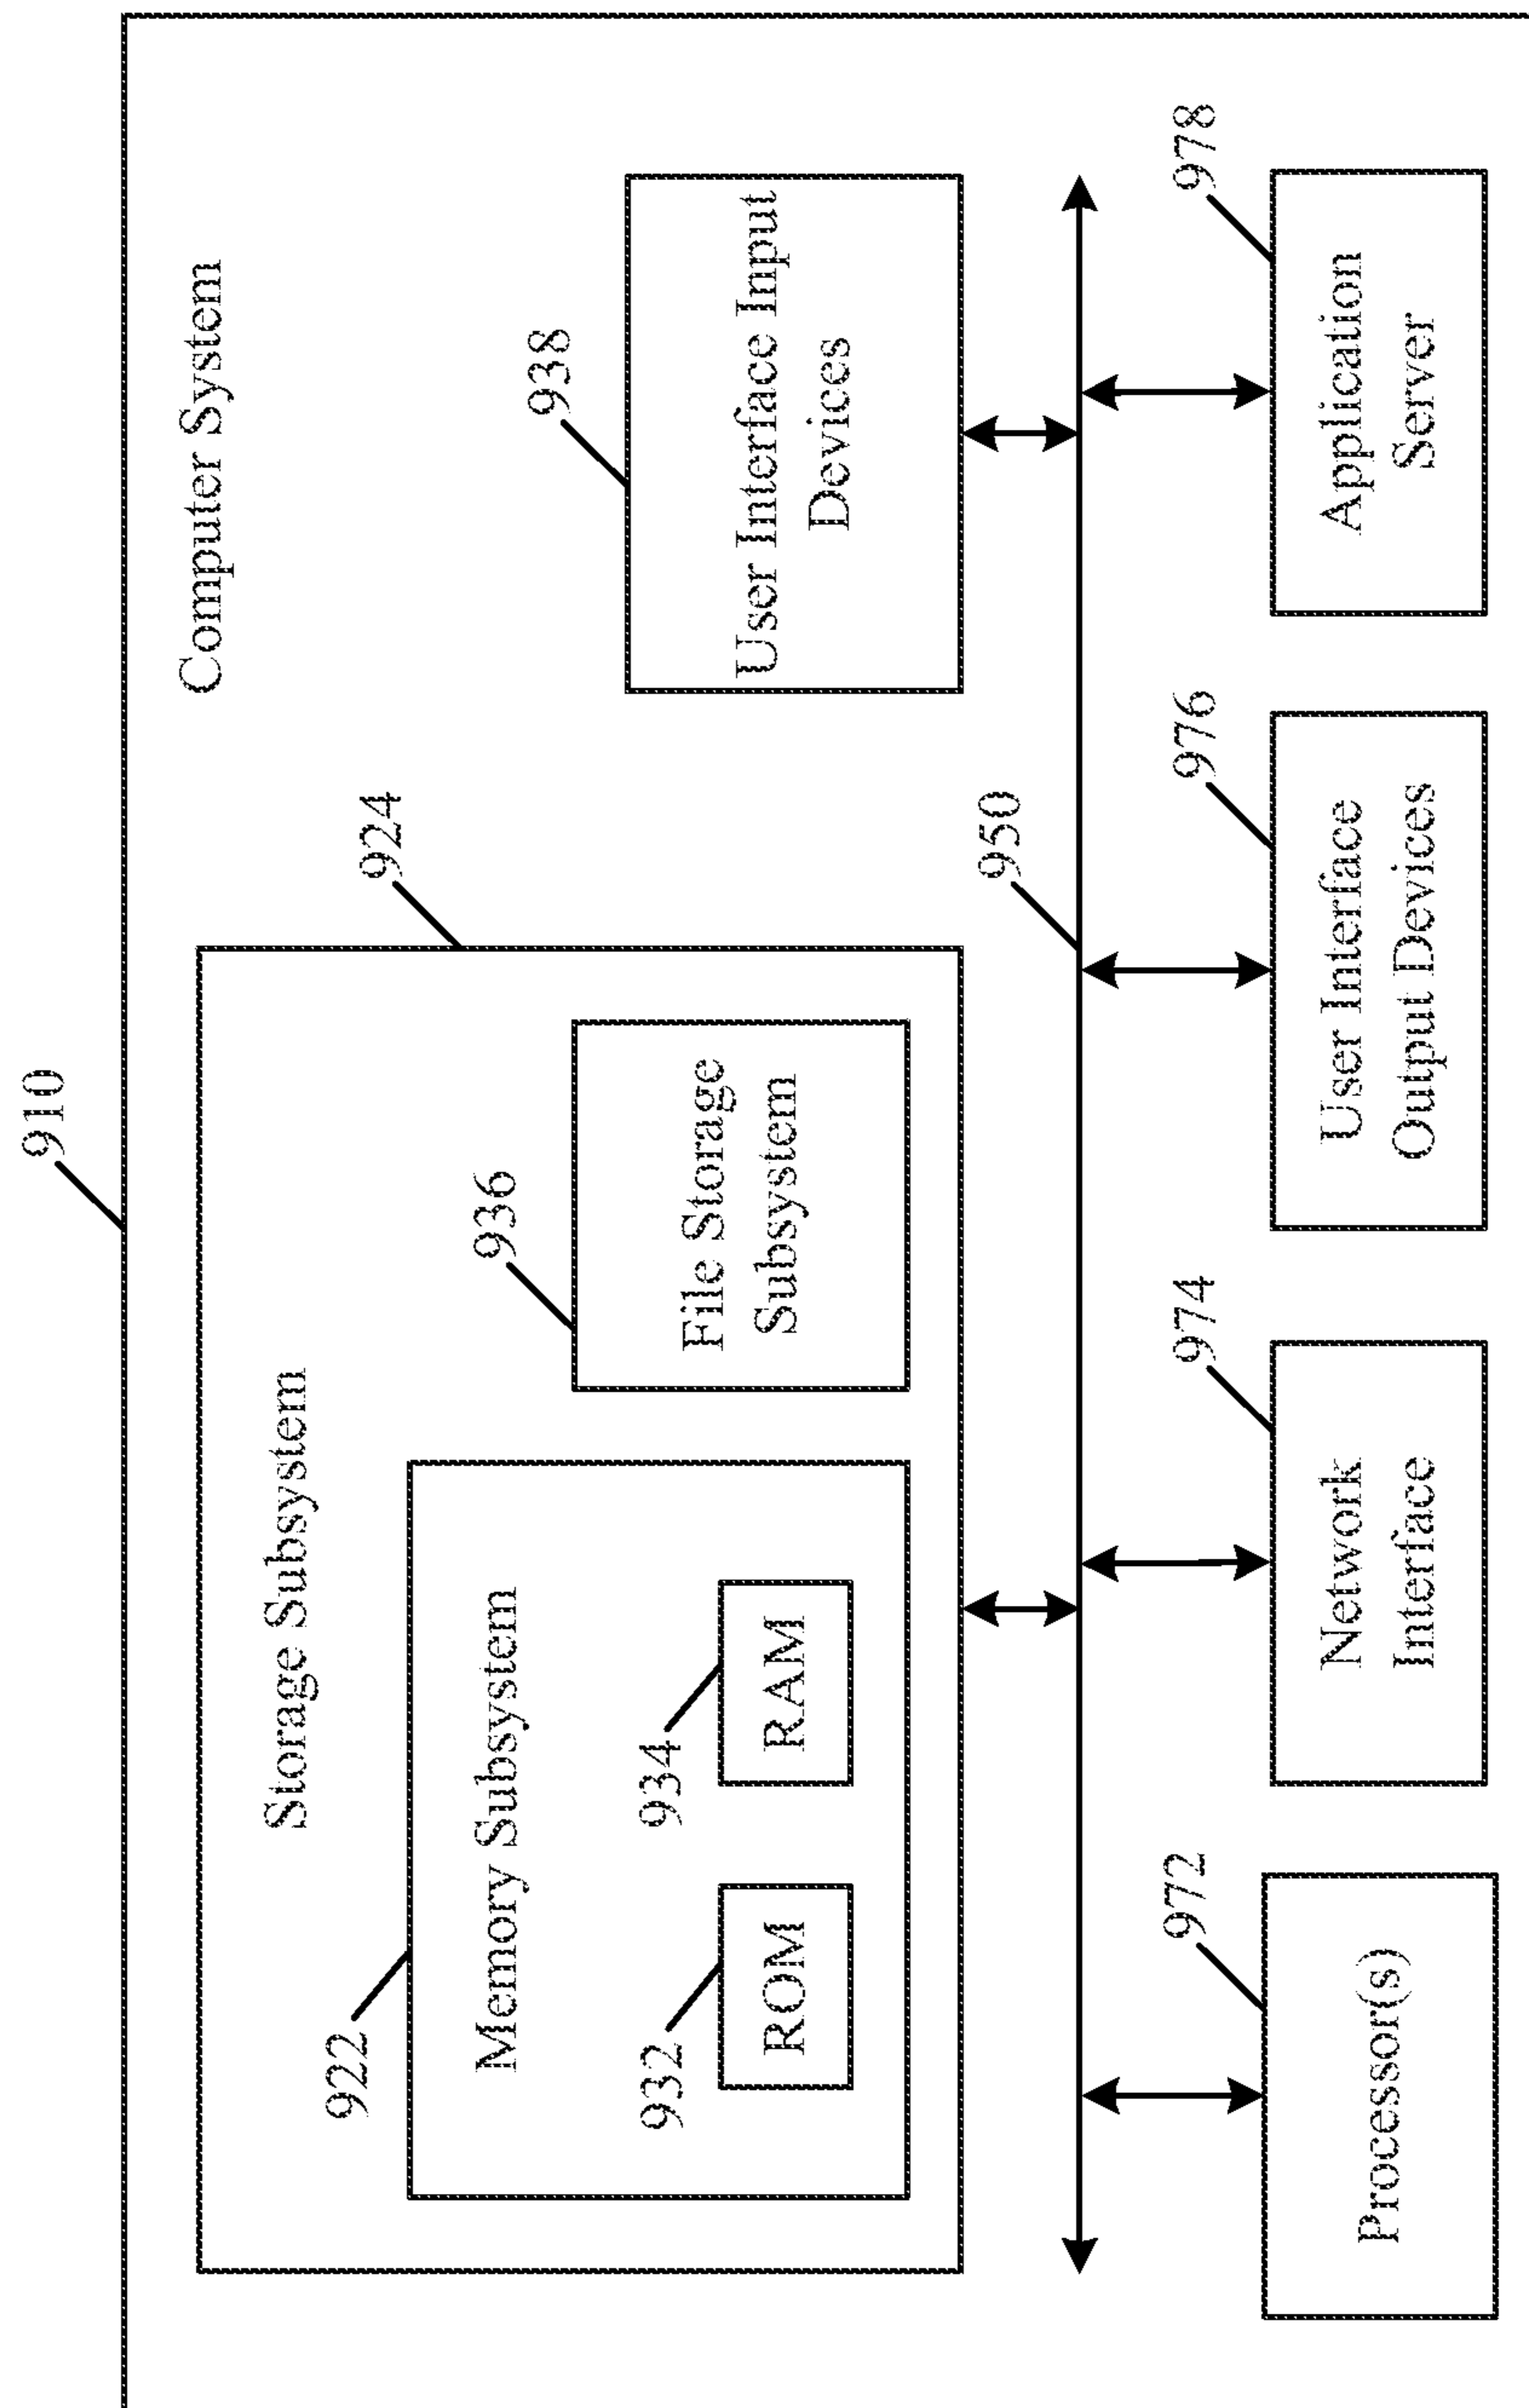 910
Computer System
Storage Subsystem
924
922
Memory Subsystem
936
938
932
934
ROM
RAM
File Storage
Subsystem
User Interface Input
Devices
950
972
974
976
978
Processor(s)
Network
Interface
User Interface
Output Devices
Application
Server